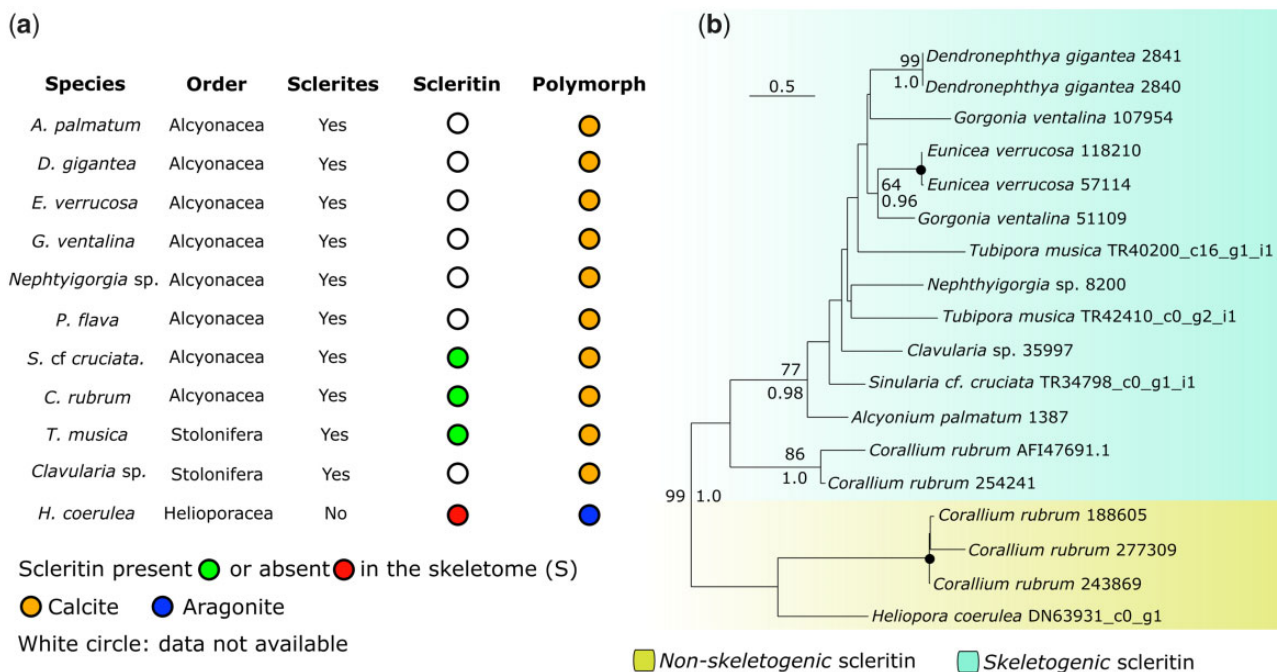 (a)
Species Order Sclerites Scleritin Polymorph
A. palmatum Alcyonacea Yes
D. gigantea Alcyonacea Yes
E. verrucosa Alcyonacea Yes
G. ventalina Alcyonacea Yes
Nephtyigorgia sp. Alcyonacea Yes
P. flava Alcyonacea Yes
S. cf cruciata. Alcyonacea Yes
C. rubrum Alcyonacea Yes
T. musica Stolonifera Yes
Clavularia sp. Stolonifera Yes
H. coerulea Helioporacea No
Scleritin present or absent in the skeletome (S)
Calcite Aragonite
White circle: data not available
(b)
0.5
99
1.0
Dendronephthya gigantea 2841
Dendronephthya gigantea 2840
Gorgonia ventalina 107954
Eunicea verrucosa 118210
64
0.96
Eunicea verrucosa 57114
Gorgonia ventalina 51109
Tubipora musica TR40200_c16_g1_i1
Nephthyigorgia sp. 8200
Tubipora musica TR42410_c0_g2_i1
Clavularia sp. 35997
77
0.98
Sinularia cf. cruciata TR34798_c0_g1_i1
Alcyonium palmatum 1387
86
1.0
Corallium rubrum AFI47691.1
Corallium rubrum 254241
99 1.0
Corallium rubrum 188605
Corallium rubrum 277309
Corallium rubrum 243869
Heliopora coerulea DN63931_c0_g1
Non-skeletogenic scleritin Skeletogenic scleritin